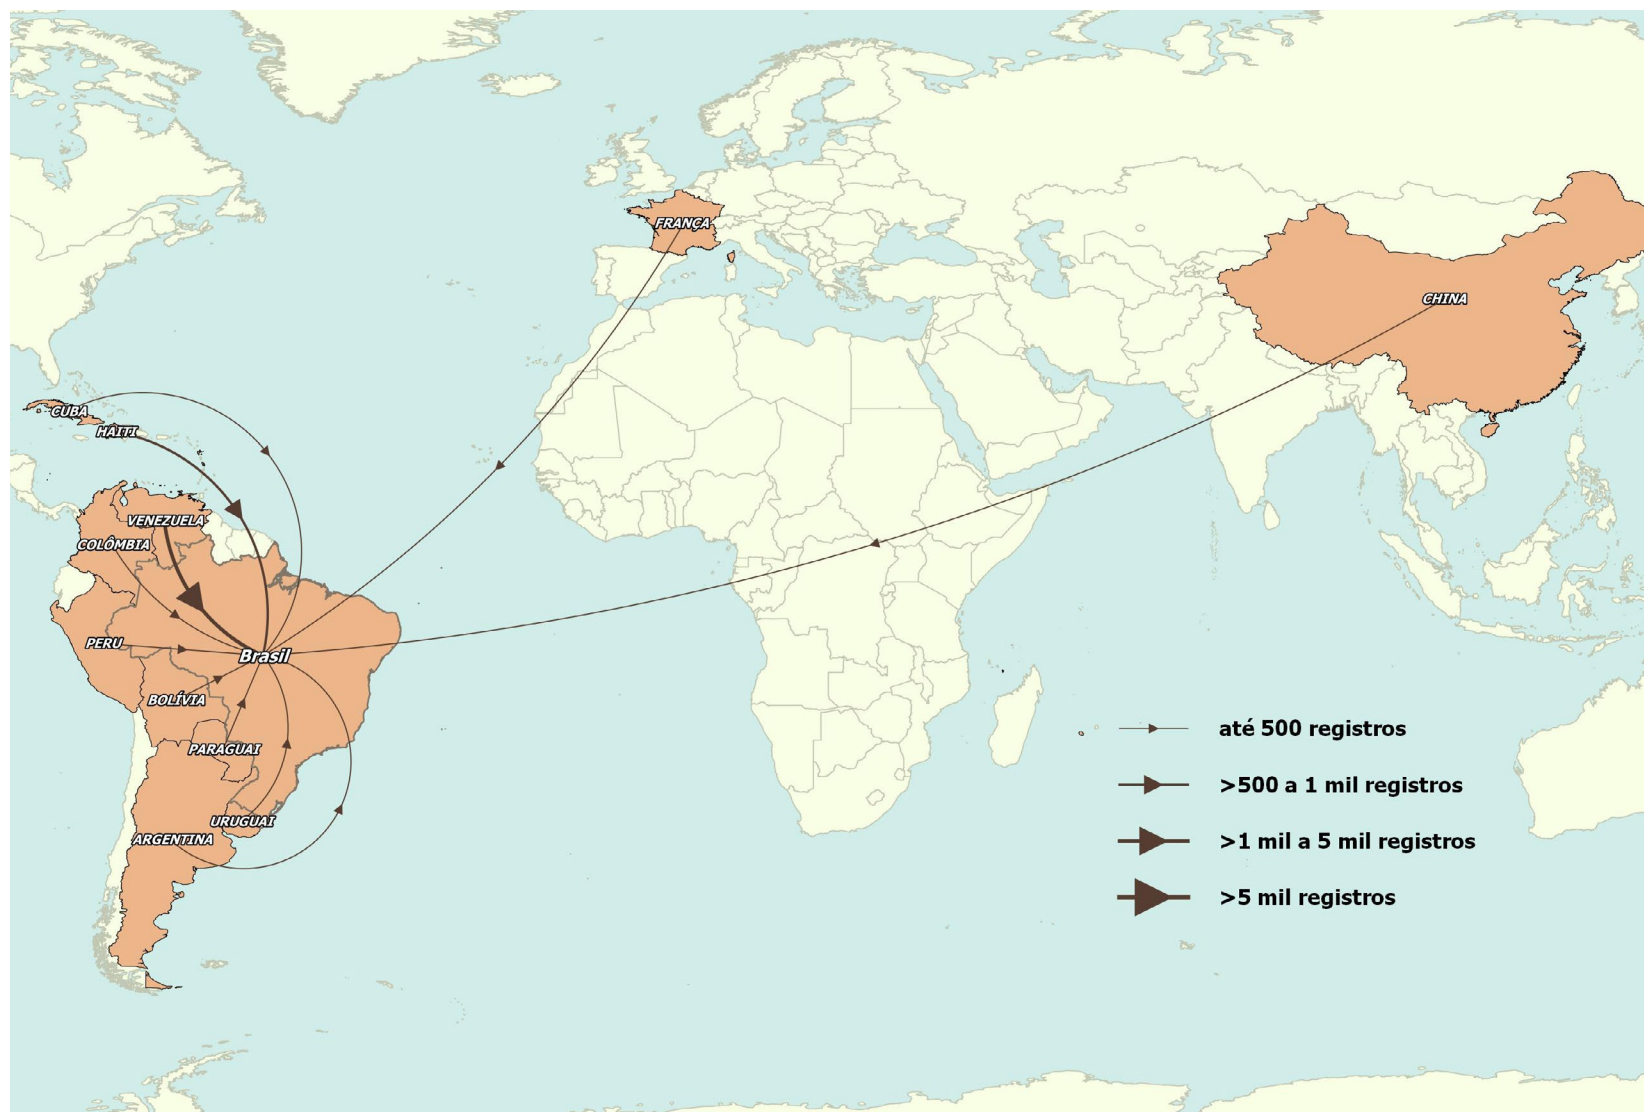 FRANÇA
CHINA
CUBA
HAITI
VENEZUELA
COLÔMBIA
PERU
Brasil
BOLÍVIA
PARAGUAI
URUGUAI
ARGENTINA
até 500 registros
>500 a 1 mil registros
>1 mil a 5 mil registros
>5 mil registros